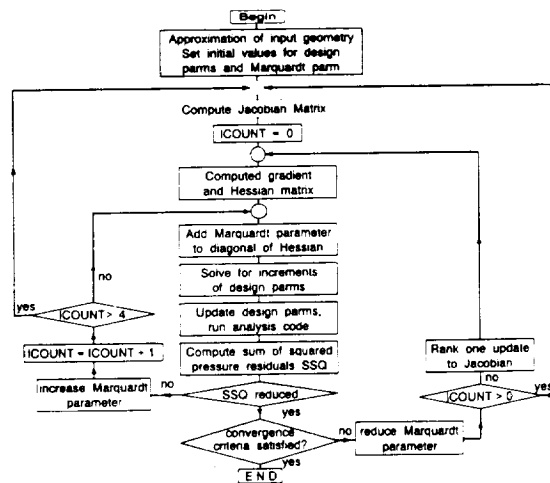 Begin
Approximation of input geometry
Set initial values for design
parms and Marquardt parm
Compute Jacobian Matrix
ICOUNT = 0
Computed gradient
and Hessian matrix
Add Marquardt parameter
to diagonal of Hessian
no
Solve for increments
of design parms
yes
ICOUNT> 4
Update design parms,
run analysis code
ICOUNT = ICOUNT + 1
Compute sum of squared
pressure residuals SSQ
Rank one update
to Jacobian
increase Marquardt
parameter
no
SSQ reduced
no
ICOUNT > 0
yes
yes
convergence
criteria satisfied?
no
reduce Marquardt
parameter
yes
END